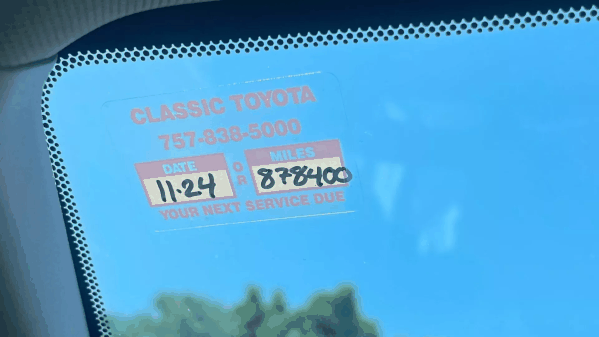 CLASSIC TOYOTA
757-838-5000
DATE OR MILES
11.24 878400
YOUR NEXT SERVICE DUE